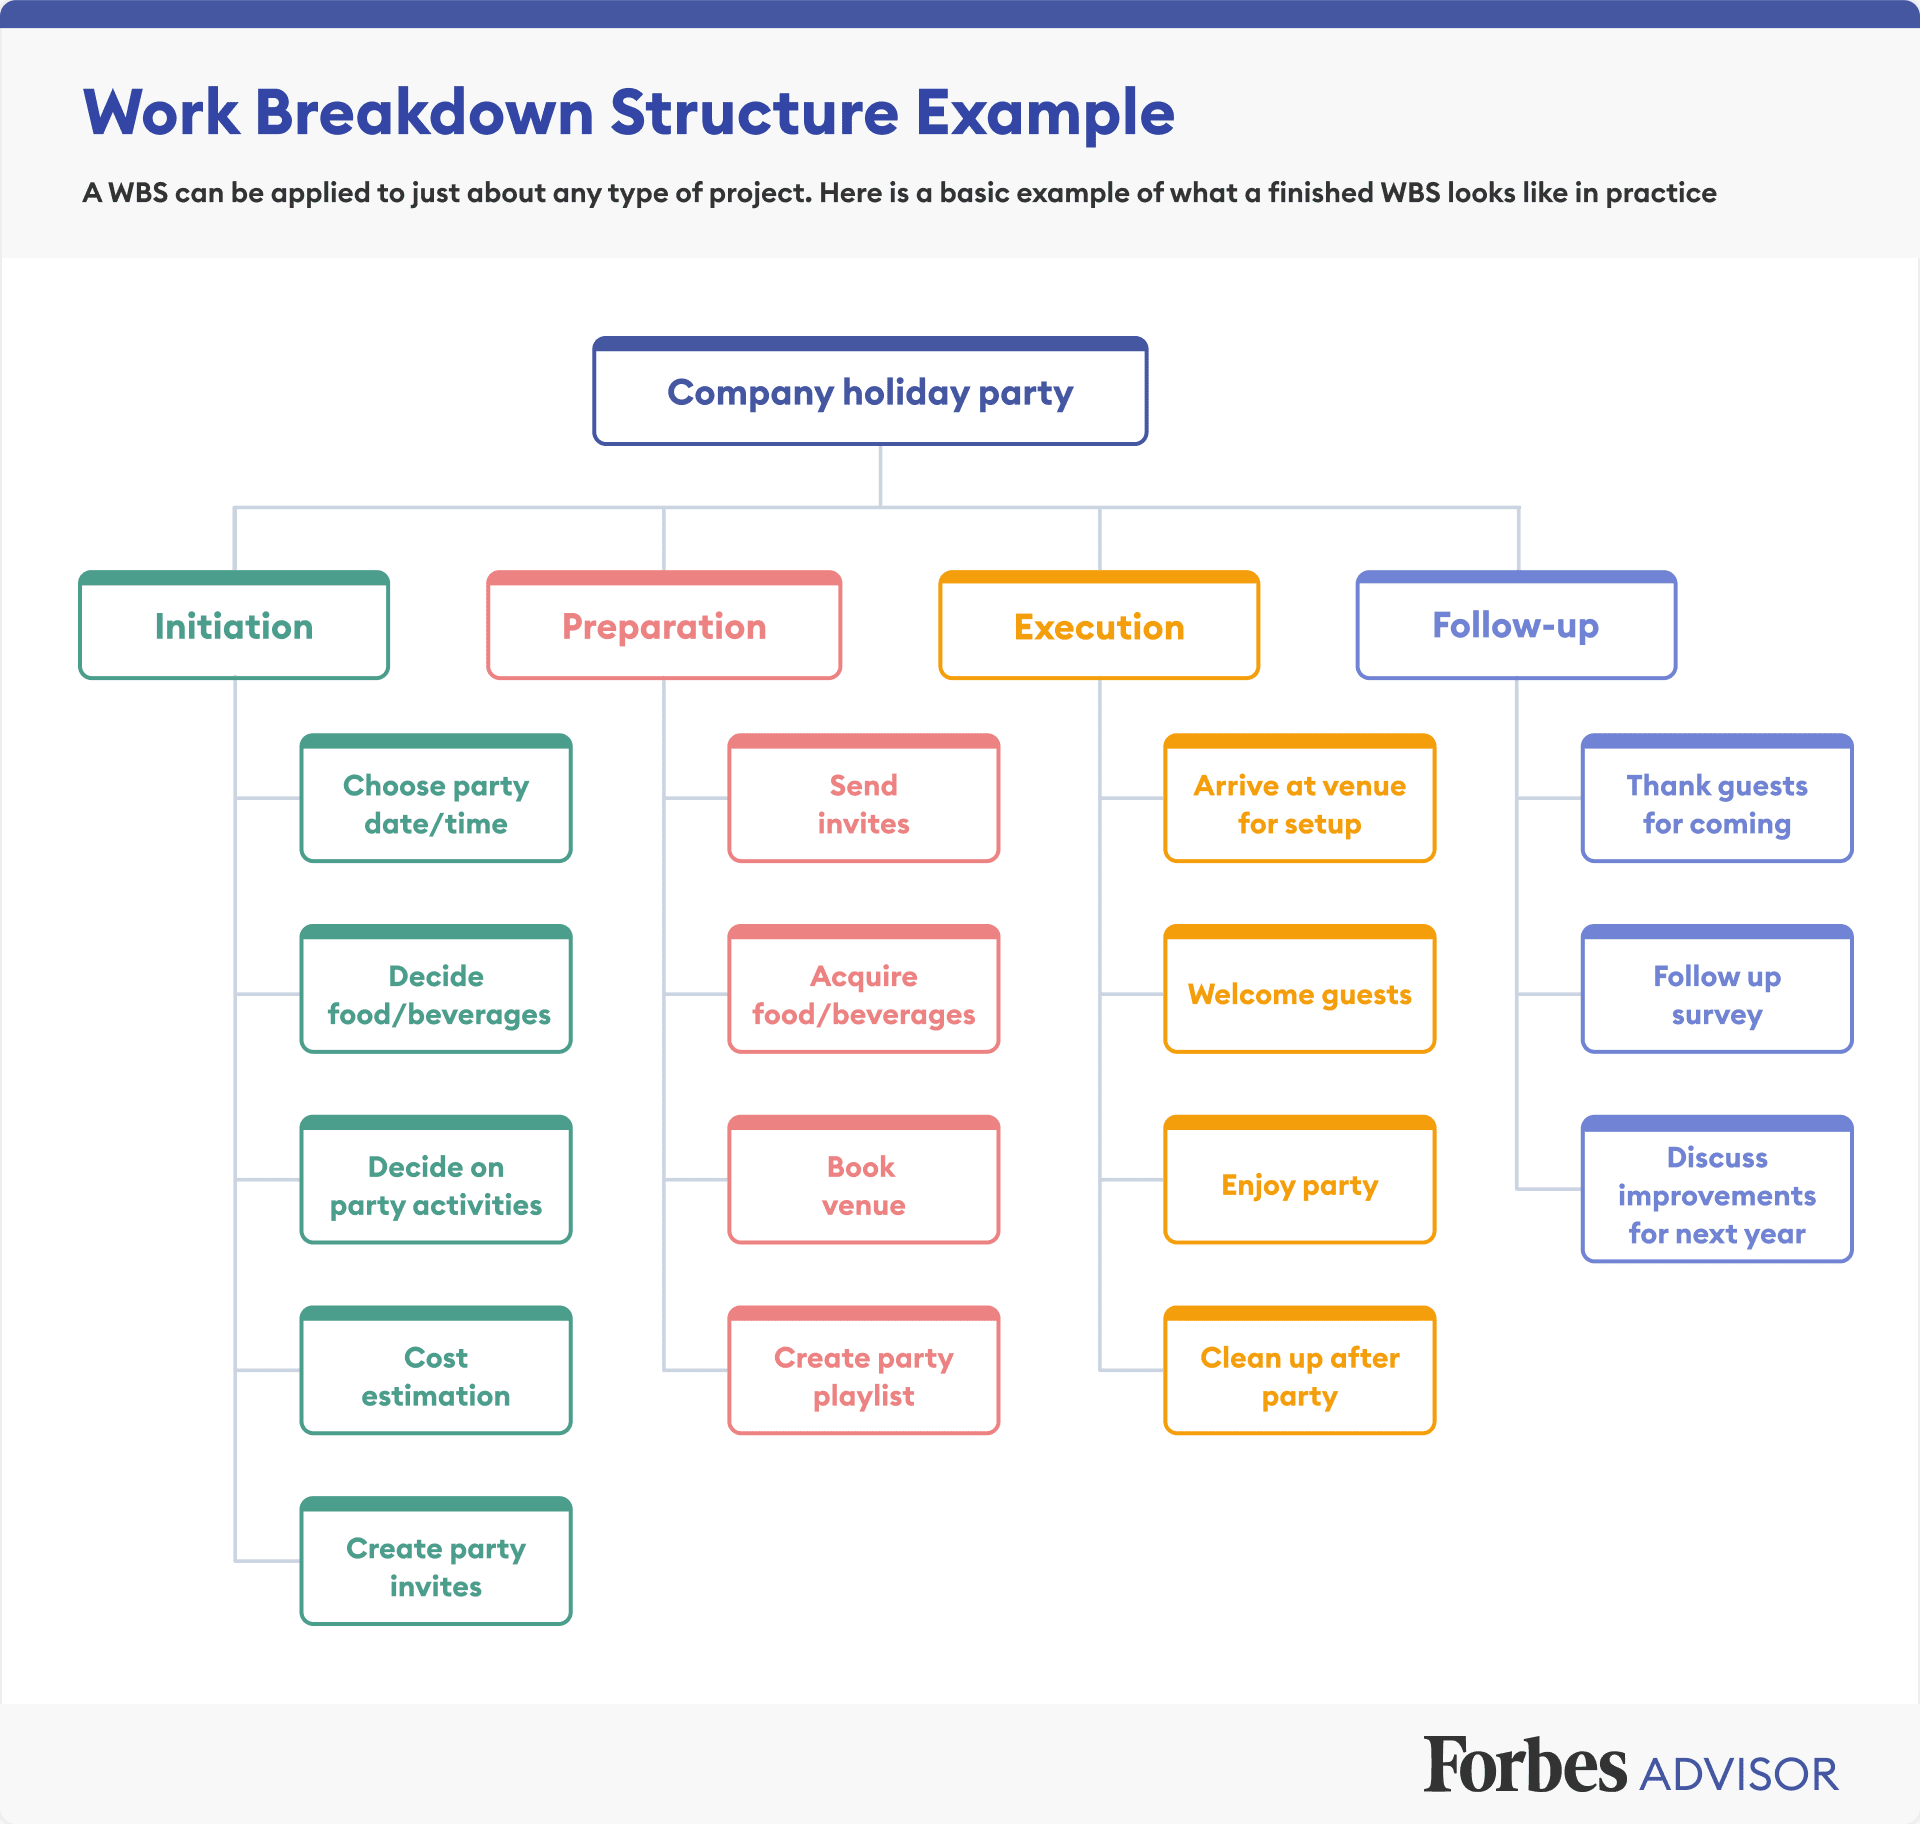 Work Breakdown Structure Example
A WBS can be applied to just about any type of project. Here is a basic example of what a finished WBS looks like in practice
Company holiday party
Initiation
Choose party
date/time
Decide
food/beverages
Decide on
party activities
Cost
estimation
Create party
invites
Preparation
Send
invites
Acquire
food/beverages
Book
venue
Create party
playlist
Execution
Arrive at venue
for setup
Welcome guests
Enjoy party
Clean up after
party
Follow-up
Thank guests
for coming
Follow up
survey
Discuss
improvements
for next year
Forbes ADVISOR